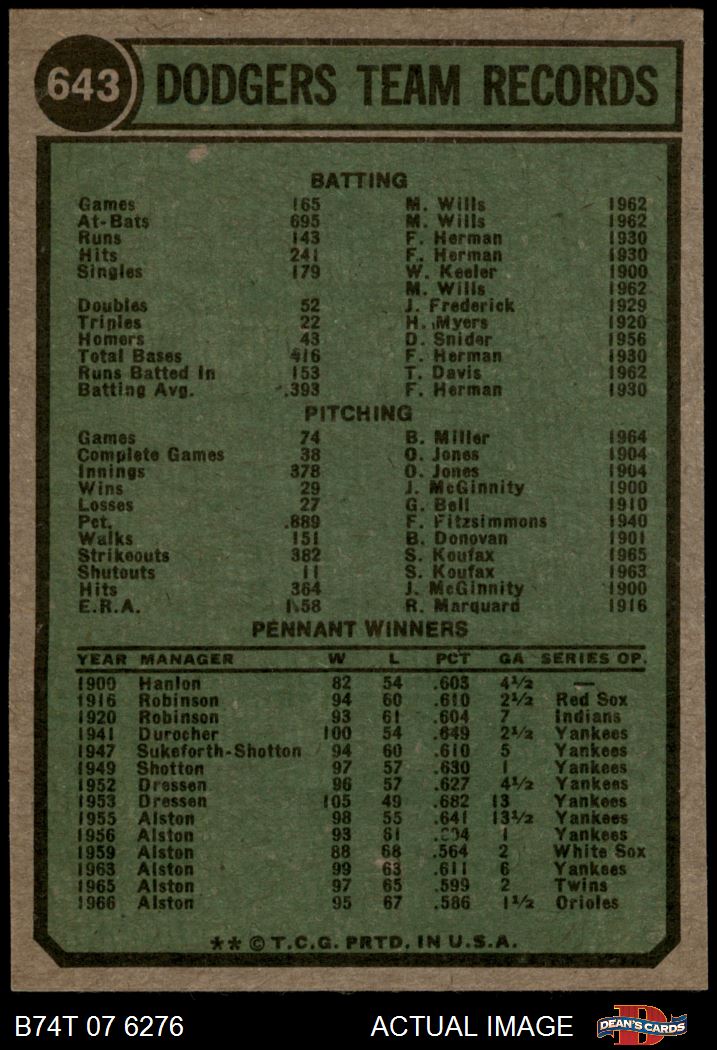 643 DODGERS TEAM RECORDS
BATTING
Games 165 M. Wills 1962
At-Bats 695 M. Wills 1962
Runs 143 F. Herman 1930
Hits 241 F. Herman 1930
Singles 179 W. Keeler 1900
M. Wills 1962
Doubles 52 J. Frederick 1929
Triples 22 H. Myers 1920
Homers 43 D. Snider 1956
Total Bases 416 F. Herman 1930
Runs Batted In 153 T. Davis 1962
Batting Avg. .393 F. Herman 1930
PITCHING
Games 74 B. Miller 1964
Complete Games 38 O. Jones 1904
Innings 378 O. Jones 1904
Wins 29 J. McGinnity 1900
Losses 27 G. Bell 1910
Pct. .889 F. Fitzsimmons 1940
Walks 151 B. Donovan 1901
Strikeouts 382 S. Koufax 1965
Shutouts 11 S. Koufax 1963
Hits 364 J. McGinnity 1900
E.R.A. 1.58 R. Marquard 1916
PENNANT WINNERS
YEAR MANAGER W L PCT GA SERIES OP.
1900 Hanlon 82 54 .603 4½ —
1916 Robinson 94 60 .610 2½ Red Sox
1920 Robinson 93 61 .604 7 Indians
1941 Durocher 100 54 .649 2½ Yankees
1947 Sukeforth-Shotton 94 60 .610 5 Yankees
1949 Shotton 97 57 .630 1 Yankees
1952 Dressen 96 57 .627 4½ Yankees
1953 Dressen 105 49 .682 13 Yankees
1955 Alston 98 55 .641 13½ Yankees
1956 Alston 93 61 1 Yankees
1959 Alston 88 68 .564 2 White Sox
1963 Alston 99 63 .611 6 Yankees
1965 Alston 97 65 .599 2 Twins
1966 Alston 95 67 .586 1½ Orioles
** © T.C.G. PRTD. IN U.S.A.
B74T 07 6276 ACTUAL IMAGE D DEAN'S CARDS